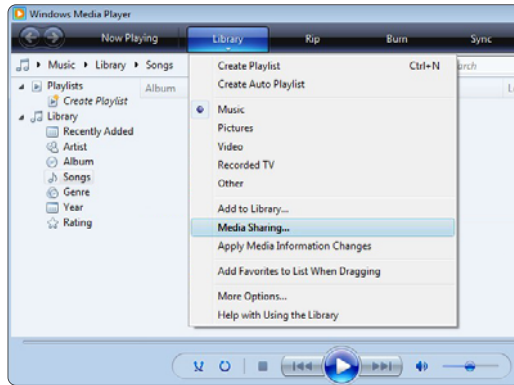 Windows Media Player
Now Playing
Library
Rip
Burn
Sync
Music
Library
Songs
Playlists
Create Playlist
Library
Recently Added
Artist
Album
Songs
Genre
Year
Rating
Album
Create Playlist Ctrl+N
Create Auto Playlist
Music
Pictures
Video
Recorded TV
Other
Add to Library...
Media Sharing...
Apply Media Information Changes
Add Favorites to List When Dragging
More Options...
Help with Using the Library